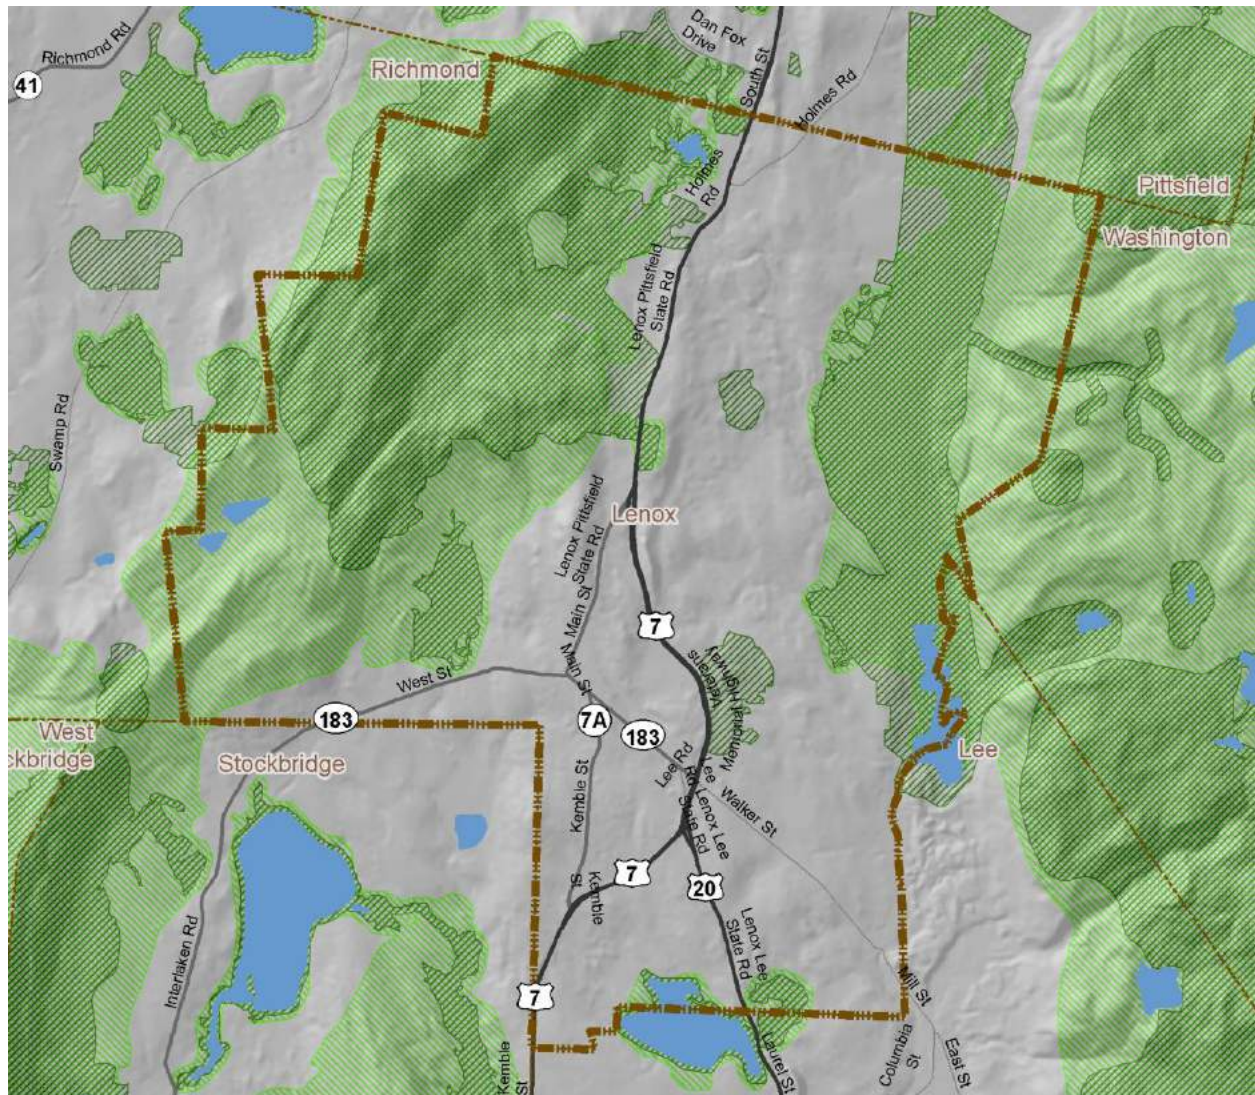 Dan Fox
Drive
Richmond Rd
41
Richmond
South St
Holmes Rd
Holmes
Rd
Pittsfield
Washington
Lenox Pittsfield
State Rd
Swamp Rd
Lenox
Lenox Pittsfield
State Rd
Main St
7
Main St
West St
Veterans
Memorial Highway
183
7A
183
West
ckbridge
Stockbridge
Lee
Lee Rd
Lee
Rd
Walker St
Kemble St
Lenox Lee
State Rd
7
20
Kemble
St
Lenox Lee
State Rd
Interlaken Rd
7
Mill St
Columbia
St
East St
Laurel St
Kemble
St